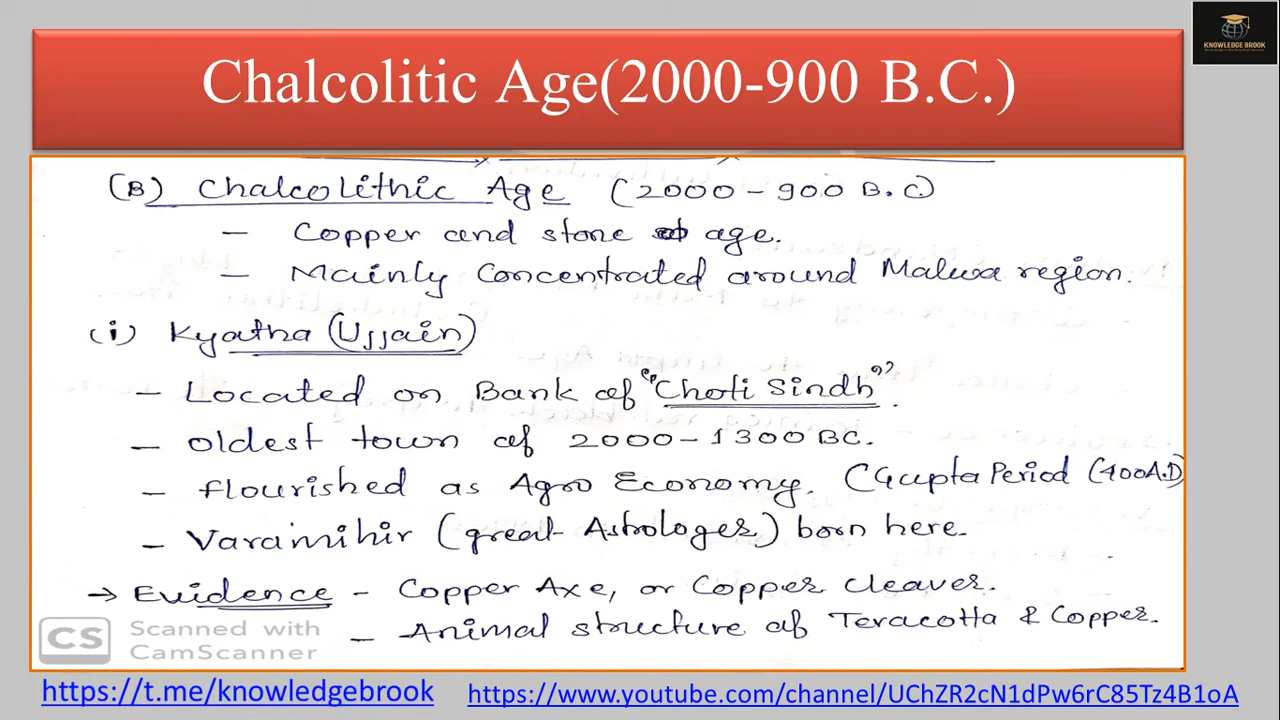 KNOWLEDGE BROOK
Chalcolitic Age(2000-900 B.C.)
(B) Chalcolithic Age (2000-900 B.C)
- Copper and stone age.
- Mainly Concentrated around Malwa region.
(i) Kyatha (Ujjain)
- Located on Bank of "Choti Sindh".
- Oldest town of 2000-1300 BC.
- flourished as Agro Economy. (Gupta Period (400A.D)
- Varamihir (great Astrologer) born here.
→ Evidence - Copper Axe, or Copper cleaver.
- Animal structure of Teracotta & Copper.
CS Scanned with
CamScanner
https://t.me/knowledgebrook
https://www.youtube.com/channel/UChZR2cN1dPw6rC85Tz4B1oA